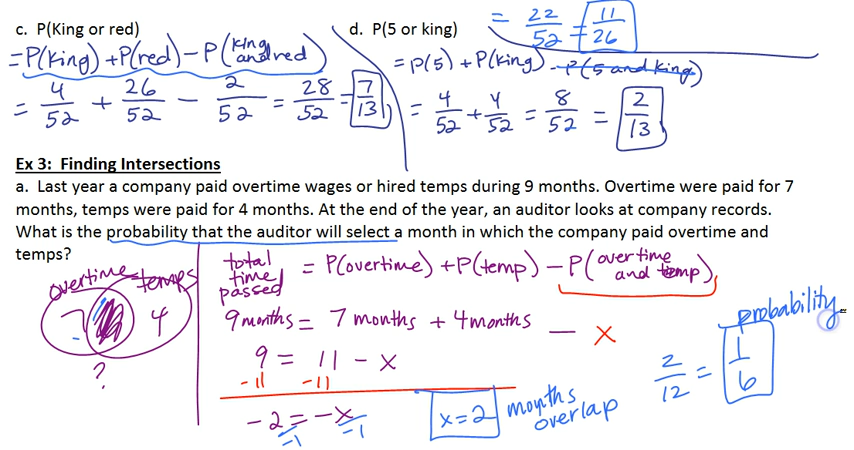 = 22/52 = 11/26
c. P(King or red)
= P(king) + P(red) - P(king and red)
= 4/52 + 26/52 - 2/52 = 28/52 = 7/13
d. P(5 or king)
= P(5) + P(king) - P(5 and king)
= 4/52 + 4/52 = 8/52 = 2/13
Ex 3: Finding Intersections
a. Last year a company paid overtime wages or hired temps during 9 months. Overtime were paid for 7
months, temps were paid for 4 months. At the end of the year, an auditor looks at company records.
What is the probability that the auditor will select a month in which the company paid overtime and
temps?
overtime temps
7 4
?
total time passed = P(overtime) + P(temp) - P(overtime and temp)
9 months = 7 months + 4 months - x
9 = 11 - x
-11 -11
-2 = -x
-1 -1
x = 2 months overlap
2/12 = 1/6
probability